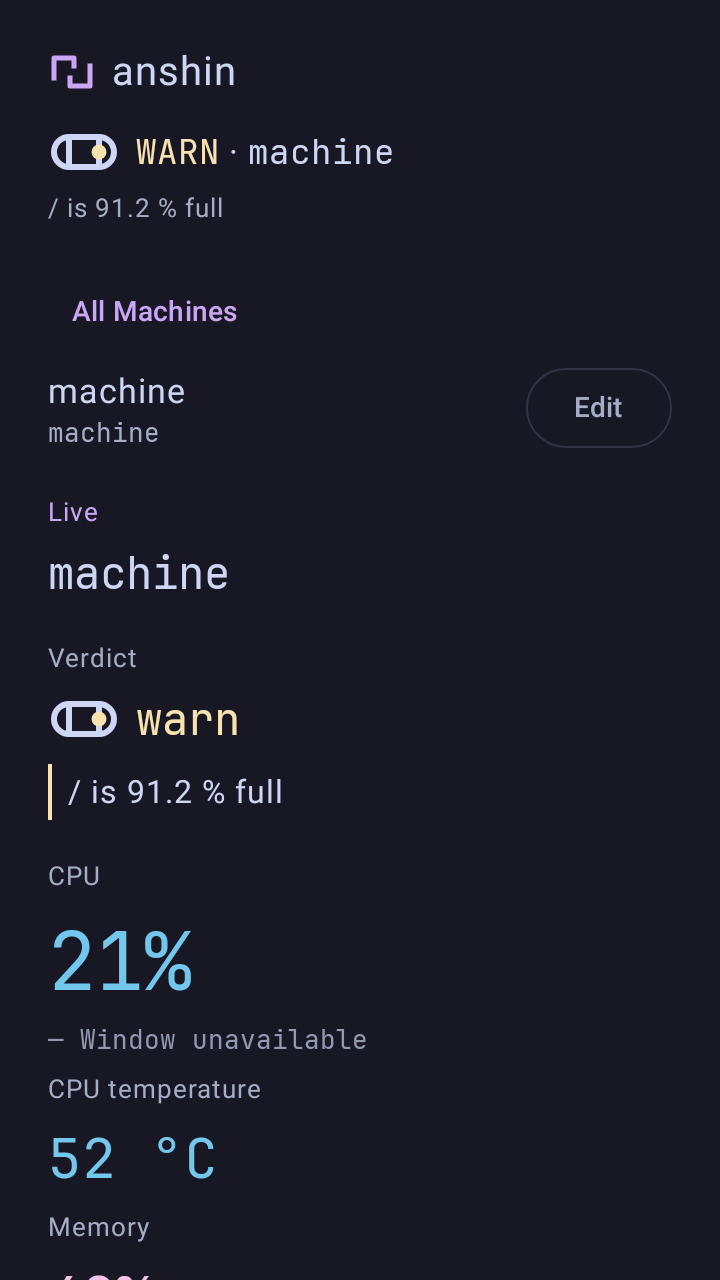 anshin
WARN · machine
/ is 91.2 % full
All Machines
machine
Edit
machine
Live
machine
Verdict
warn
/ is 91.2 % full
CPU
21%
— Window unavailable
CPU temperature
52 °C
Memory